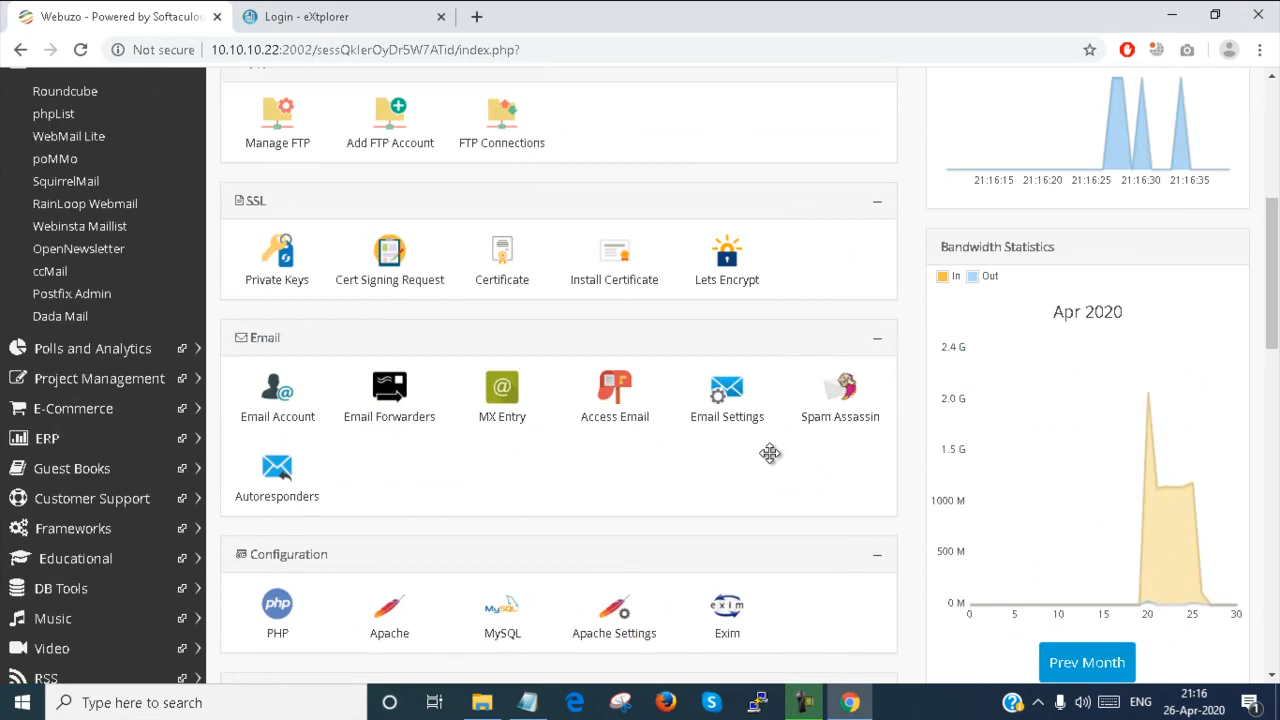 Webuzo - Powered by Softaculou
Login - eXtplorer
Not secure
10.10.10.22:2002/sessQkIerOyDr5W7ATid/index.php?
Roundcube
phpList
WebMail Lite
poMMo
SquirrelMail
RainLoop Webmail
Webinsta Maillist
OpenNewsletter
ccMail
Postfix Admin
Dada Mail
Polls and Analytics
Project Management
E-Commerce
ERP
Guest Books
Customer Support
Frameworks
Educational
DB Tools
Music
Video
RSS
Manage FTP
Add FTP Account
FTP Connections
SSL
Private Keys
Cert Signing Request
Certificate
Install Certificate
Lets Encrypt
Email
Email Account
Email Forwarders
MX Entry
Access Email
Email Settings
Spam Assassin
Autoresponders
Configuration
php
MySQL
exim
PHP
Apache
MySQL
Apache Settings
Exim
21:16:15 21:16:20 21:16:25 21:16:30 21:16:35
Bandwidth Statistics
In Out
Apr 2020
2.4 G
2.0 G
1.5 G
1000 M
500 M
0 M
0 5 10 15 20 25 30
Prev Month
Type here to search
ENG
21:16
26-Apr-2020
1